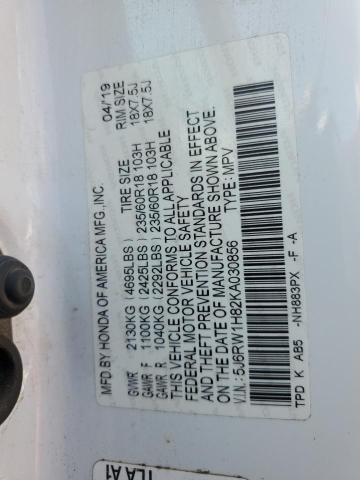 MFD. BY HONDA OF AMERICA MFG.,INC. 04/'19
GVWR 2130KG (4695LBS) TIRE SIZE RIM SIZE
GAWR F 1100KG (2425LBS) 235/60R18 103H 18X7.5J
GAWR R 1040KG (2292LBS) 235/60R18 103H 18X7.5J
THIS VEHICLE CONFORMS TO ALL APPLICABLE
FEDERAL MOTOR VEHICLE SAFETY
AND THEFT PREVENTION STANDARDS IN EFFECT
ON THE DATE OF MANUFACTURE SHOWN ABOVE.
V.I.N.: 5J6RW1H82KA030856 TYPE: MPV
TPD K AB5 -NH883PX -F -A
TLA A1